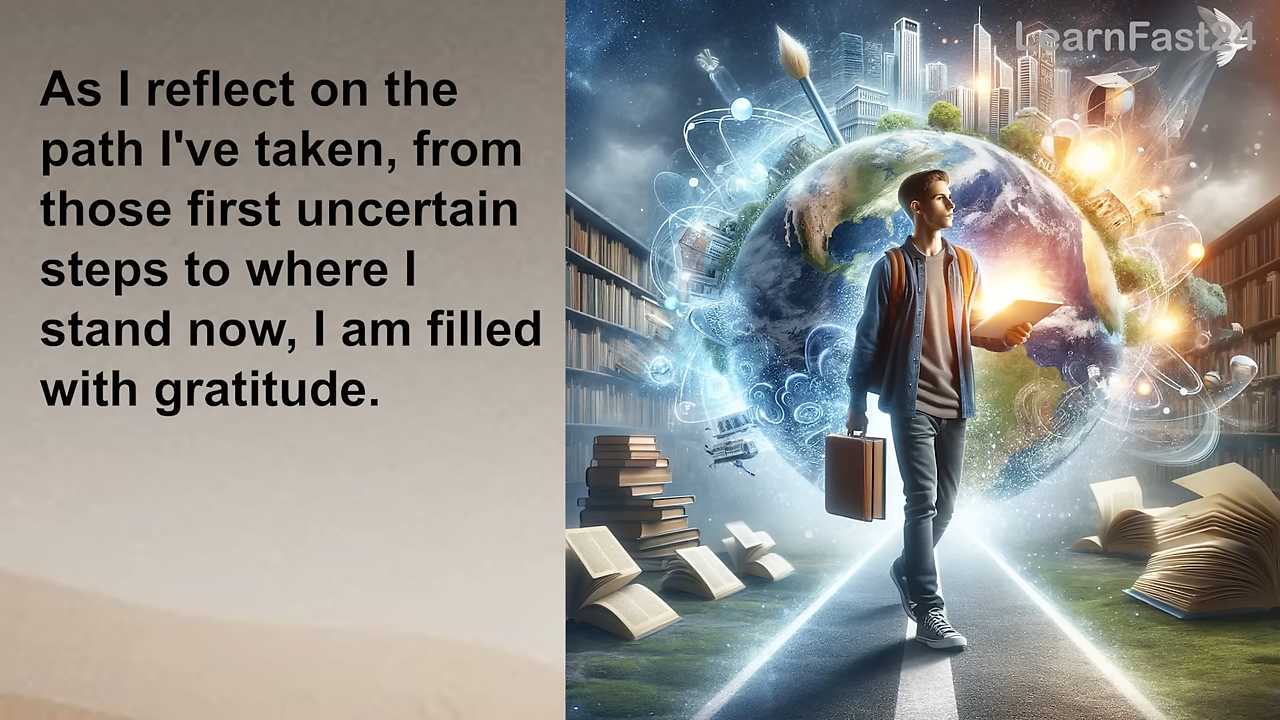 As I reflect on the
path I've taken, from
those first uncertain
steps to where I
stand now, I am filled
with gratitude.
LearnFast24